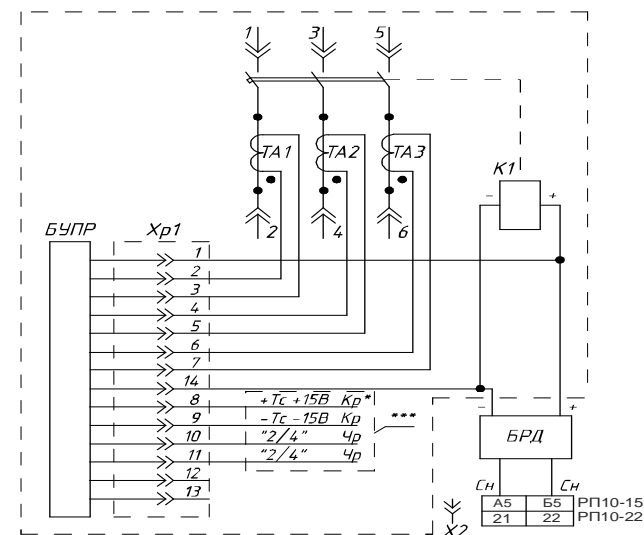 1 3 5
ТА1 ТА2 ТА3
К1
- +
2 4 6
БУПР Хр1
1
2
3
4
5
6
7
14
8 +Тс +15В Кр*
9 -Тс -15В Кр
10 "2/4" Чр
11 "2/4" Чр
12
13
***
- +
БРД
Сн Сн
А5 Б5 РП10-15
21 22 РП10-22
Х2